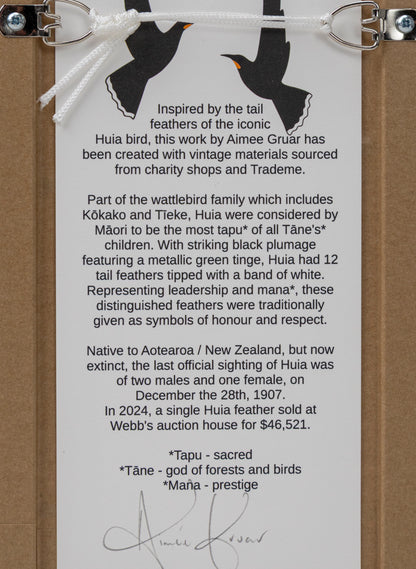 Inspired by the tail
feathers of the iconic
Huia bird, this work by Aimee Gruar has
been created with vintage materials sourced
from charity shops and Trademe.
Part of the wattlebird family which includes
Kōkako and Tīeke, Huia were considered by
Māori to be the most tapu* of all Tāne's*
children. With striking black plumage
featuring a metallic green tinge, Huia had 12
tail feathers tipped with a band of white.
Representing leadership and mana*, these
distinguished feathers were traditionally
given as symbols of honour and respect.
Native to Aotearoa / New Zealand, but now
extinct, the last official sighting of Huia was
of two males and one female, on
December the 28th, 1907.
In 2024, a single Huia feather sold at
Webb's auction house for $46,521.
*Tapu - sacred
*Tāne - god of forests and birds
*Mana - prestige
Aimée Gruar